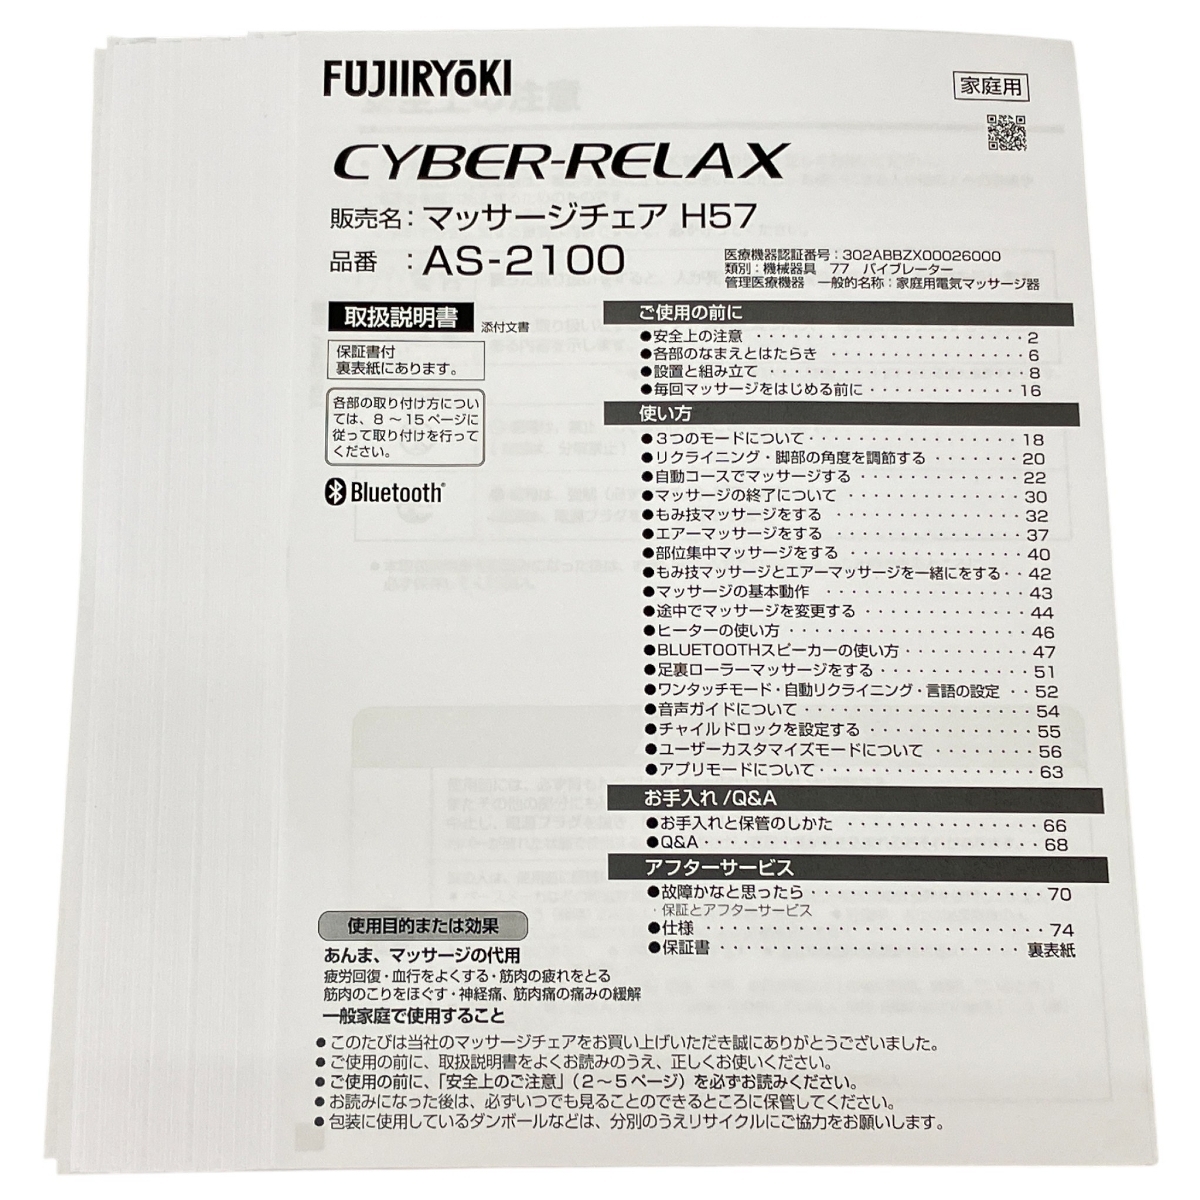 FUJIIRYōKI
家庭用
CYBER-RELAX
販売名：マッサージチェア H57
品番　：AS-2100
医療機器認証番号：302ABBZX00026000
類別：機械器具　77　バイブレーター
管理医療機器　一般的名称：家庭用電気マッサージ器
取扱説明書 添付文書
保証書付
裏表紙にあります。
各部の取り付け方につい
ては、8～15ページに
従って取り付けを行って
ください。
Bluetooth®
ご使用の前に
●安全上の注意 ・・・・・・・・・・・・・・・・・・ 2
●各部のなまえとはたらき ・・・・・・・・・・・・・ 6
●設置と組み立て ・・・・・・・・・・・・・・・・・ 8
●毎回マッサージをはじめる前に・・・・・・・・・・・ 16
使い方
●3つのモードについて・・・・・・・・・・・・・・・ 18
●リクライニング・脚部の角度を調節する ・・・・・・・ 20
●自動コースでマッサージする ・・・・・・・・・・・・ 22
●マッサージの終了について ・・・・・・・・・・・・・ 30
●もみ技マッサージをする ・・・・・・・・・・・・・・ 32
●エアーマッサージをする ・・・・・・・・・・・・・・ 37
●部位集中マッサージをする ・・・・・・・・・・・・・ 40
●もみ技マッサージとエアーマッサージを一緒にをする・・ 42
●マッサージの基本動作 ・・・・・・・・・・・・・・・ 43
●途中でマッサージを変更する ・・・・・・・・・・・・ 44
●ヒーターの使い方・・・・・・・・・・・・・・・・・ 46
●BLUETOOTHスピーカーの使い方・・・・・・・・・・ 47
●足裏ローラーマッサージをする・・・・・・・・・・・ 51
●ワンタッチモード・自動リクライニング・言語の設定 ・・ 52
●音声ガイドについて・・・・・・・・・・・・・・・・ 54
●チャイルドロックを設定する ・・・・・・・・・・・・ 55
●ユーザーカスタマイズモードについて ・・・・・・・・ 56
●アプリモードについて・・・・・・・・・・・・・・・ 63
お手入れ /Q&A
●お手入れと保管のしかた ・・・・・・・・・・・・・・ 66
●Q&A・・・・・・・・・・・・・・・・・・・・・・ 68
アフターサービス
●故障かなと思ったら・・・・・・・・・・・・・・・・ 70
・保証とアフターサービス
●仕様 ・・・・・・・・・・・・・・・・・・・・・・ 74
●保証書・・・・・・・・・・・・・・・・・・・・ 裏表紙
使用目的または効果
あんま、マッサージの代用
疲労回復・血行をよくする・筋肉の疲れをとる
筋肉のこりをほぐす・神経痛、筋肉痛の痛みの緩解
一般家庭で使用すること
●このたびは当社のマッサージチェアをお買い上げいただき誠にありがとうございました。
●ご使用の前に、取扱説明書をよくお読みのうえ、正しくお使いください。
●ご使用の前に、「安全上のご注意」（2～5ページ）を必ずお読みください。
●お読みになった後は、必ずいつでも見ることのできるところに保管してください。
●包装に使用しているダンボールなどは、分別のうえリサイクルにご協力をお願いします。